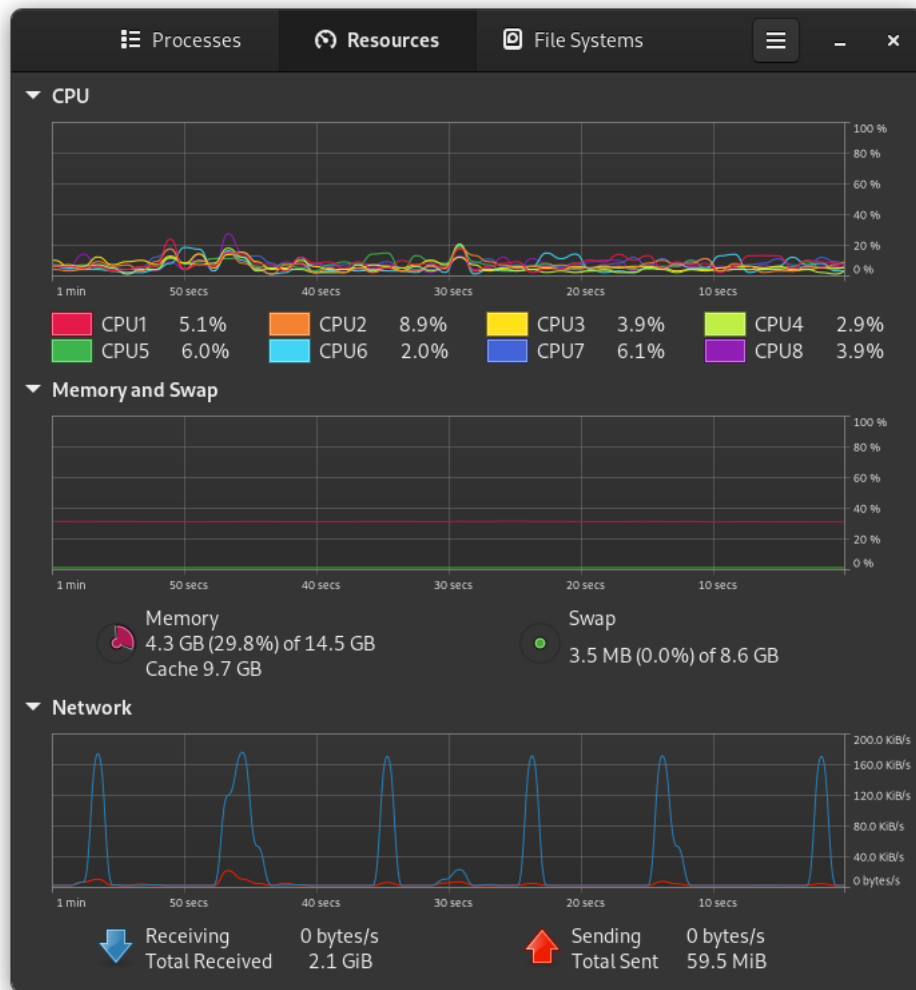 Processes Resources File Systems
CPU
100 %
80 %
60 %
40 %
20 %
0 %
1 min 50 secs 40 secs 30 secs 20 secs 10 secs
CPU1 5.1% CPU2 8.9% CPU3 3.9% CPU4 2.9%
CPU5 6.0% CPU6 2.0% CPU7 6.1% CPU8 3.9%
Memory and Swap
100 %
80 %
60 %
40 %
20 %
0 %
1 min 50 secs 40 secs 30 secs 20 secs 10 secs
Memory
4.3 GB (29.8%) of 14.5 GB
Cache 9.7 GB
Swap
3.5 MB (0.0%) of 8.6 GB
Network
200.0 KiB/s
160.0 KiB/s
120.0 KiB/s
80.0 KiB/s
40.0 KiB/s
0 bytes/s
1 min 50 secs 40 secs 30 secs 20 secs 10 secs
Receiving 0 bytes/s
Total Received 2.1 GiB
Sending 0 bytes/s
Total Sent 59.5 MiB